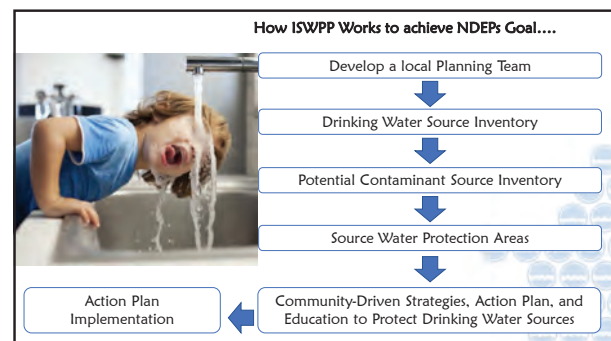 How ISWPP Works to achieve NDEPs Goal....
Develop a local Planning Team
Drinking Water Source Inventory
Potential Contaminant Source Inventory
Source Water Protection Areas
Community-Driven Strategies, Action Plan, and
Education to Protect Drinking Water Sources
Action Plan
Implementation